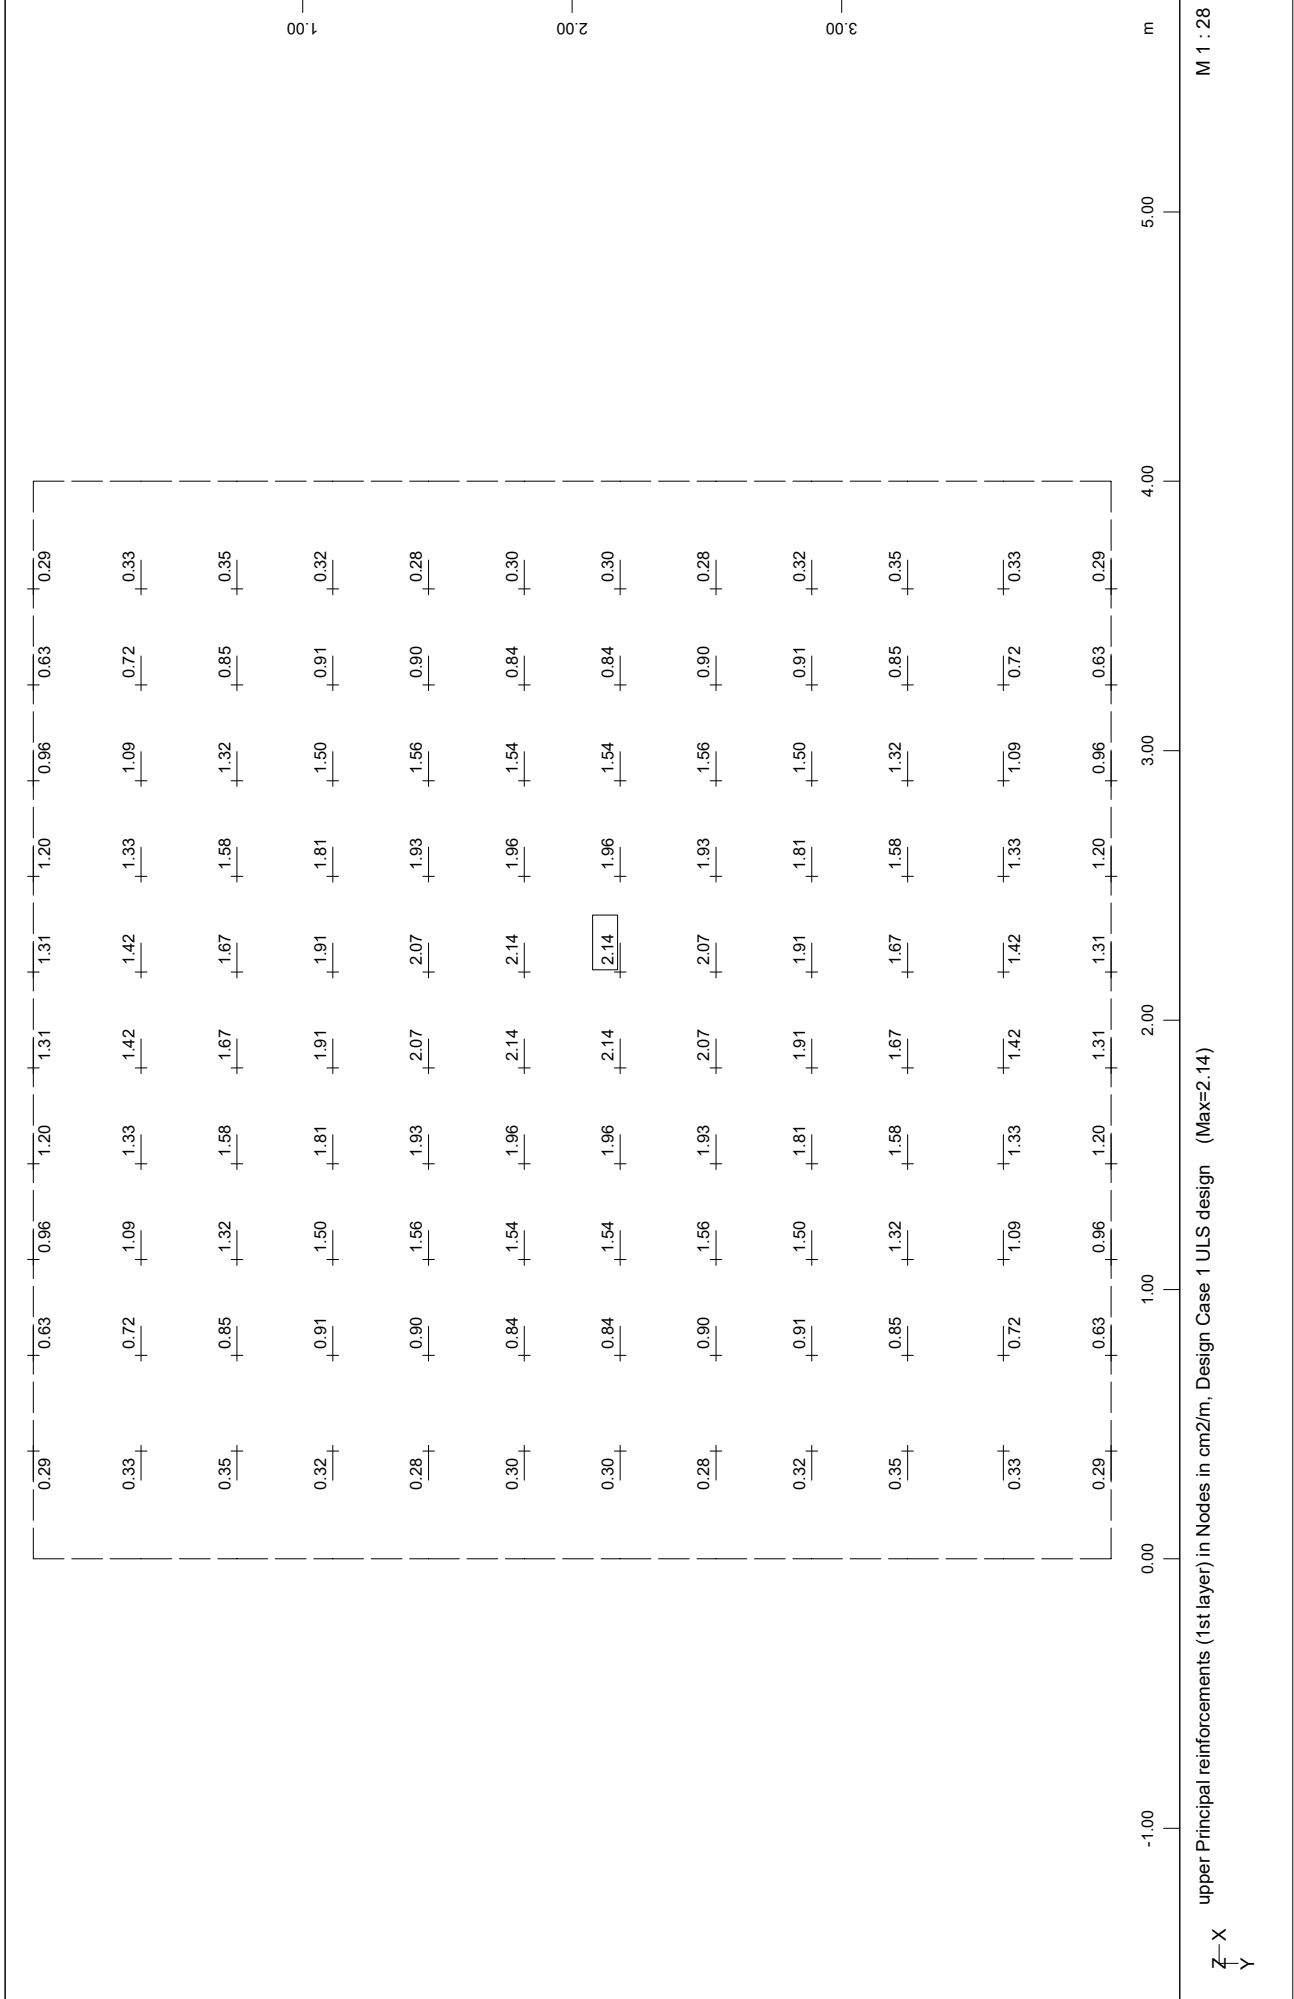 0.29 0.63 0.96 1.20 1.31 1.31 1.20 0.96 0.63 0.29
0.33 0.72 1.09 1.33 1.42 1.42 1.33 1.09 0.72 0.33
0.35 0.85 1.32 1.58 1.67 1.67 1.58 1.32 0.85 0.35
1.00
0.32 0.91 1.50 1.81 1.91 1.91 1.81 1.50 0.91 0.32
0.28 0.90 1.56 1.93 2.07 2.07 1.93 1.56 0.90 0.28
0.30 0.84 1.54 1.96 2.14 2.14 1.96 1.54 0.84 0.30
2.00
0.30 0.84 1.54 1.96 2.14 2.14 1.96 1.54 0.84 0.30
0.28 0.90 1.56 1.93 2.07 2.07 1.93 1.56 0.90 0.28
0.32 0.91 1.50 1.81 1.91 1.91 1.81 1.50 0.91 0.32
3.00
0.35 0.85 1.32 1.58 1.67 1.67 1.58 1.32 0.85 0.35
0.33 0.72 1.09 1.33 1.42 1.42 1.33 1.09 0.72 0.33
0.29 0.63 0.96 1.20 1.31 1.31 1.20 0.96 0.63 0.29
-1.00 0.00 1.00 2.00 3.00 4.00 5.00 m
upper Principal reinforcements (1st layer) in Nodes in cm2/m, Design Case 1 ULS design (Max=2.14) M 1 : 28
Z X
Y